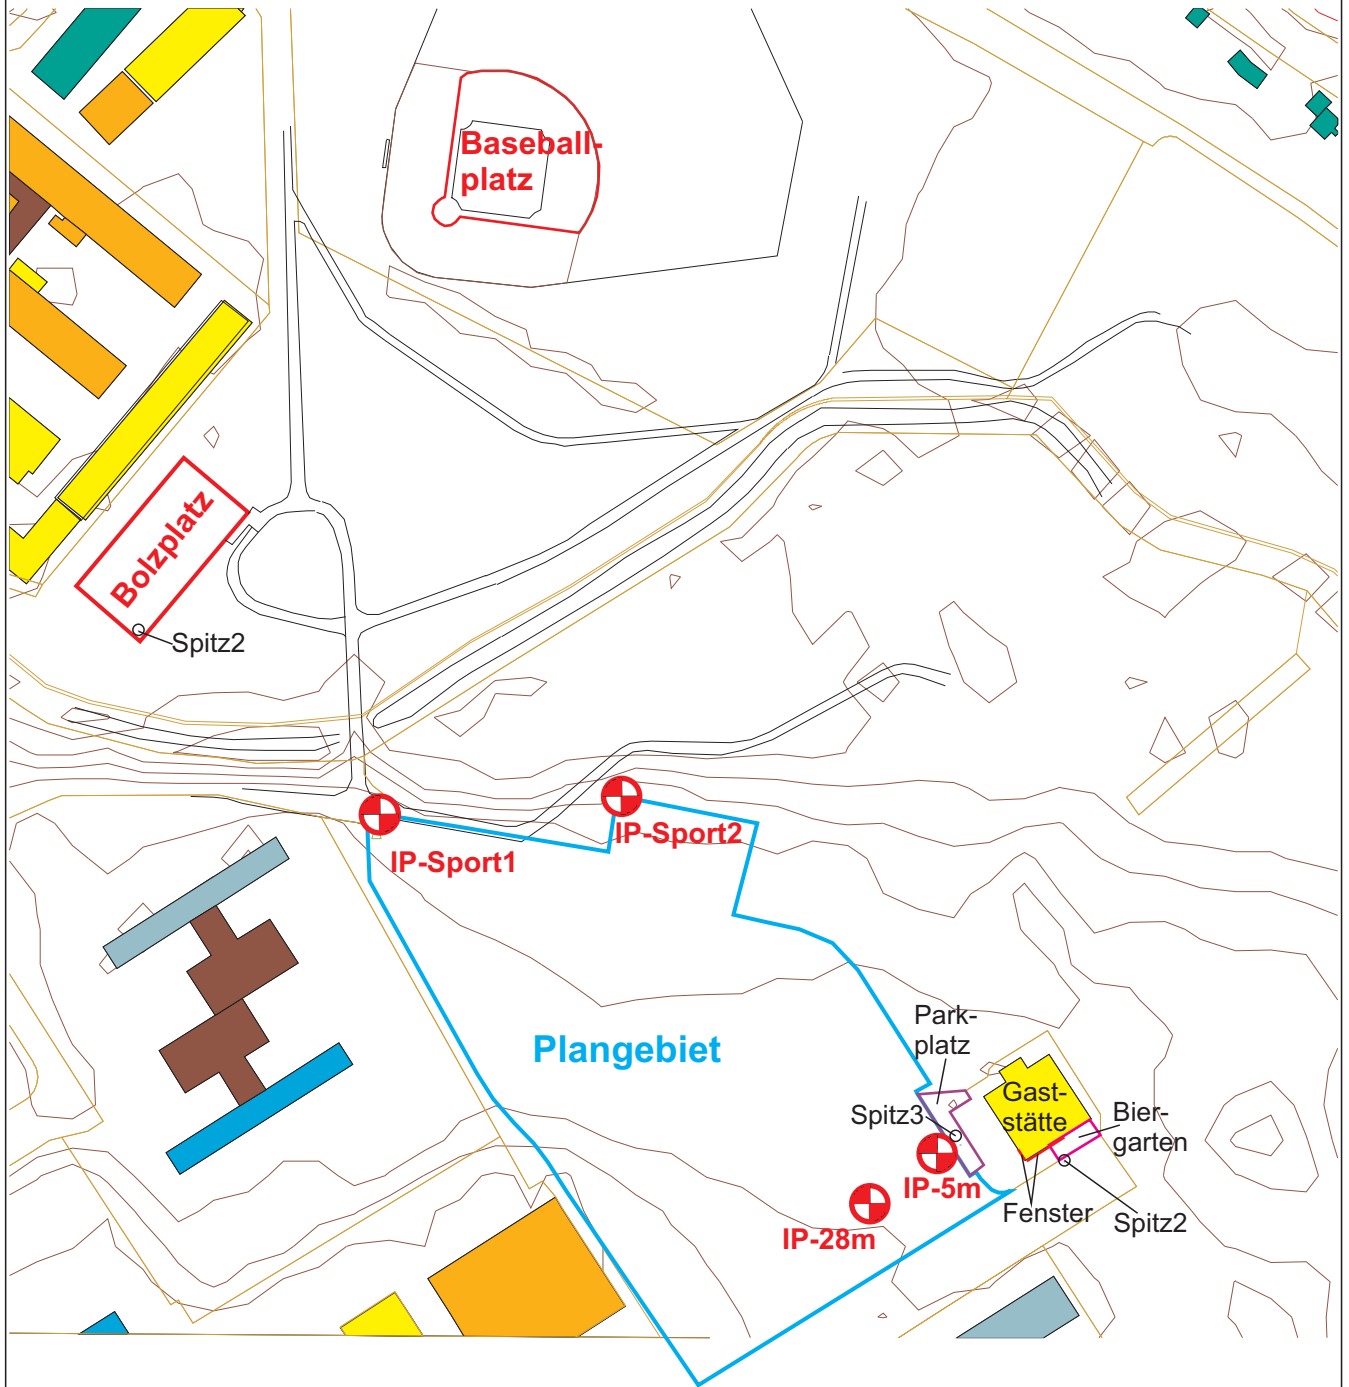 Baseball-
platz
Bolzplatz
Spitz2
IP-Sport2
IP-Sport1
Park-
platz
Plangebiet
Gast-
stätte
Spitz3
Bier-
garten
IP-5m
Fenster
Spitz2
IP-28m